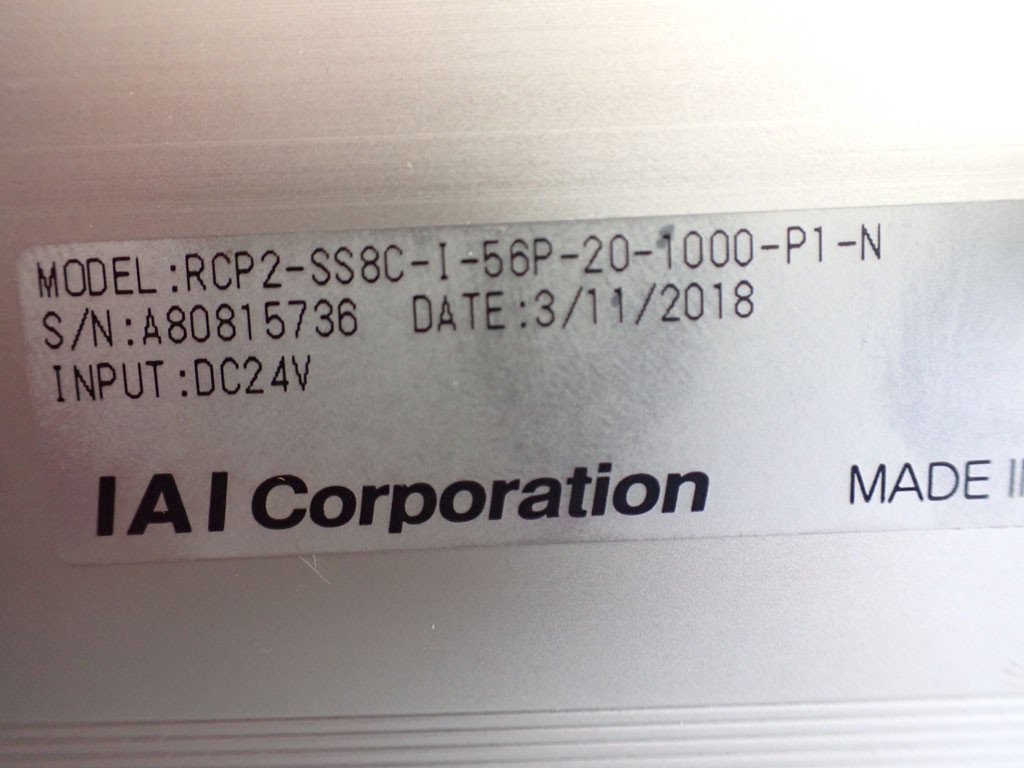 MODEL:RCP2-SS8C-I-56P-20-1000-P1-N
S/N:A80815736 DATE:3/11/2018
INPUT:DC24V
IAI Corporation MADE